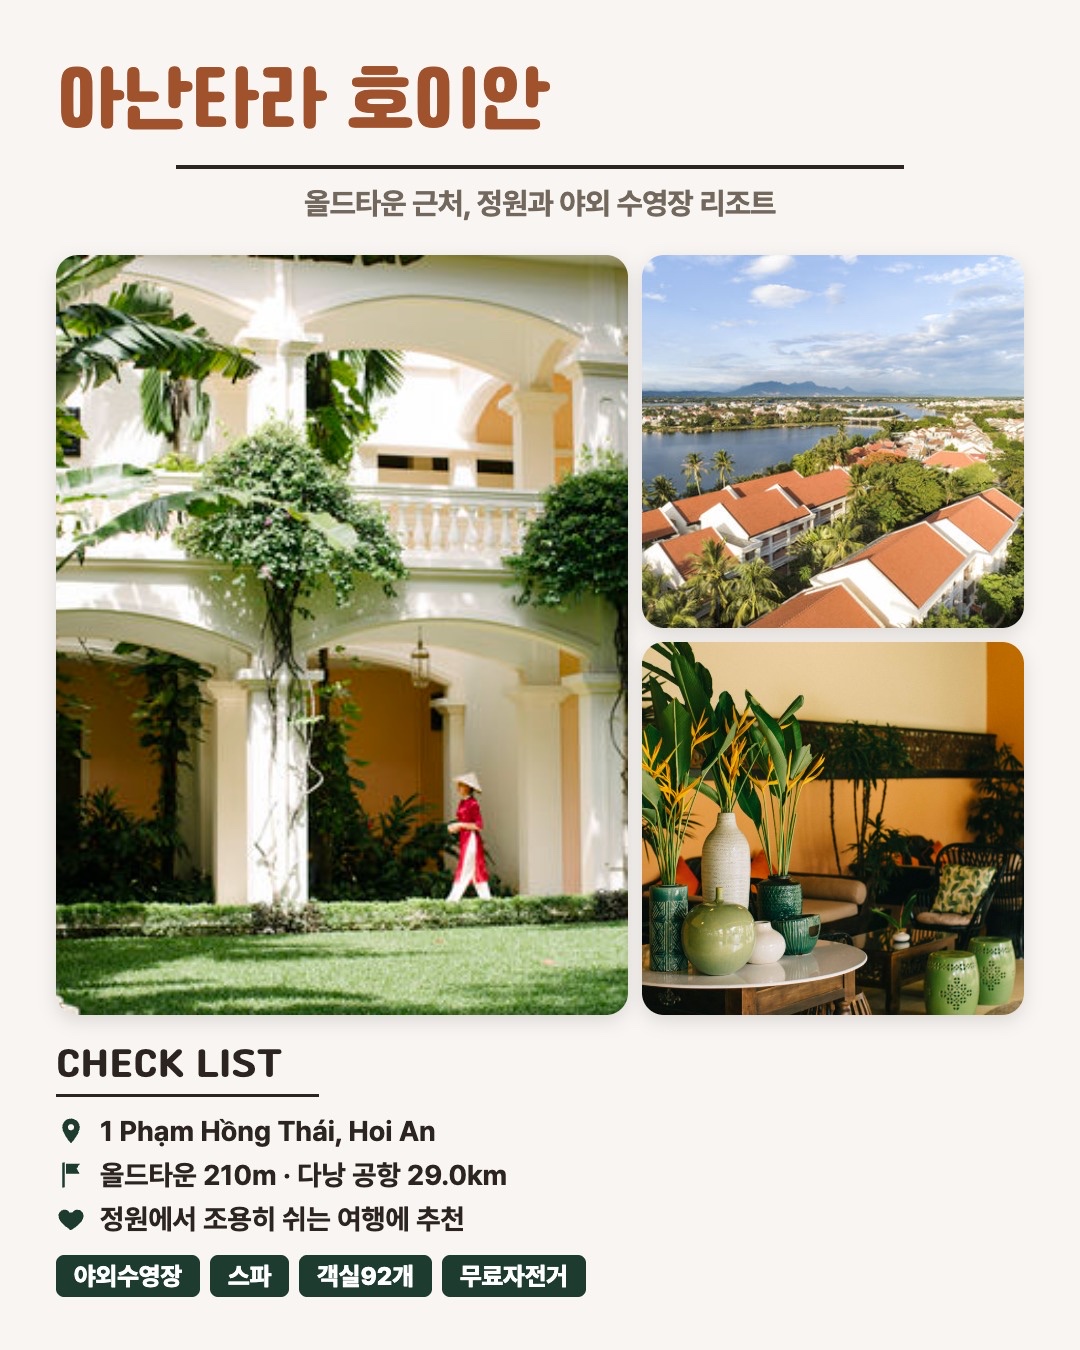 아난타라 호이안
올드타운 근처, 정원과 야외 수영장 리조트
CHECK LIST
1 Phạm Hồng Thái, Hoi An
올드타운 210m · 다낭 공항 29.0km
정원에서 조용히 쉬는 여행에 추천
야외수영장 스파 객실92개 무료자전거